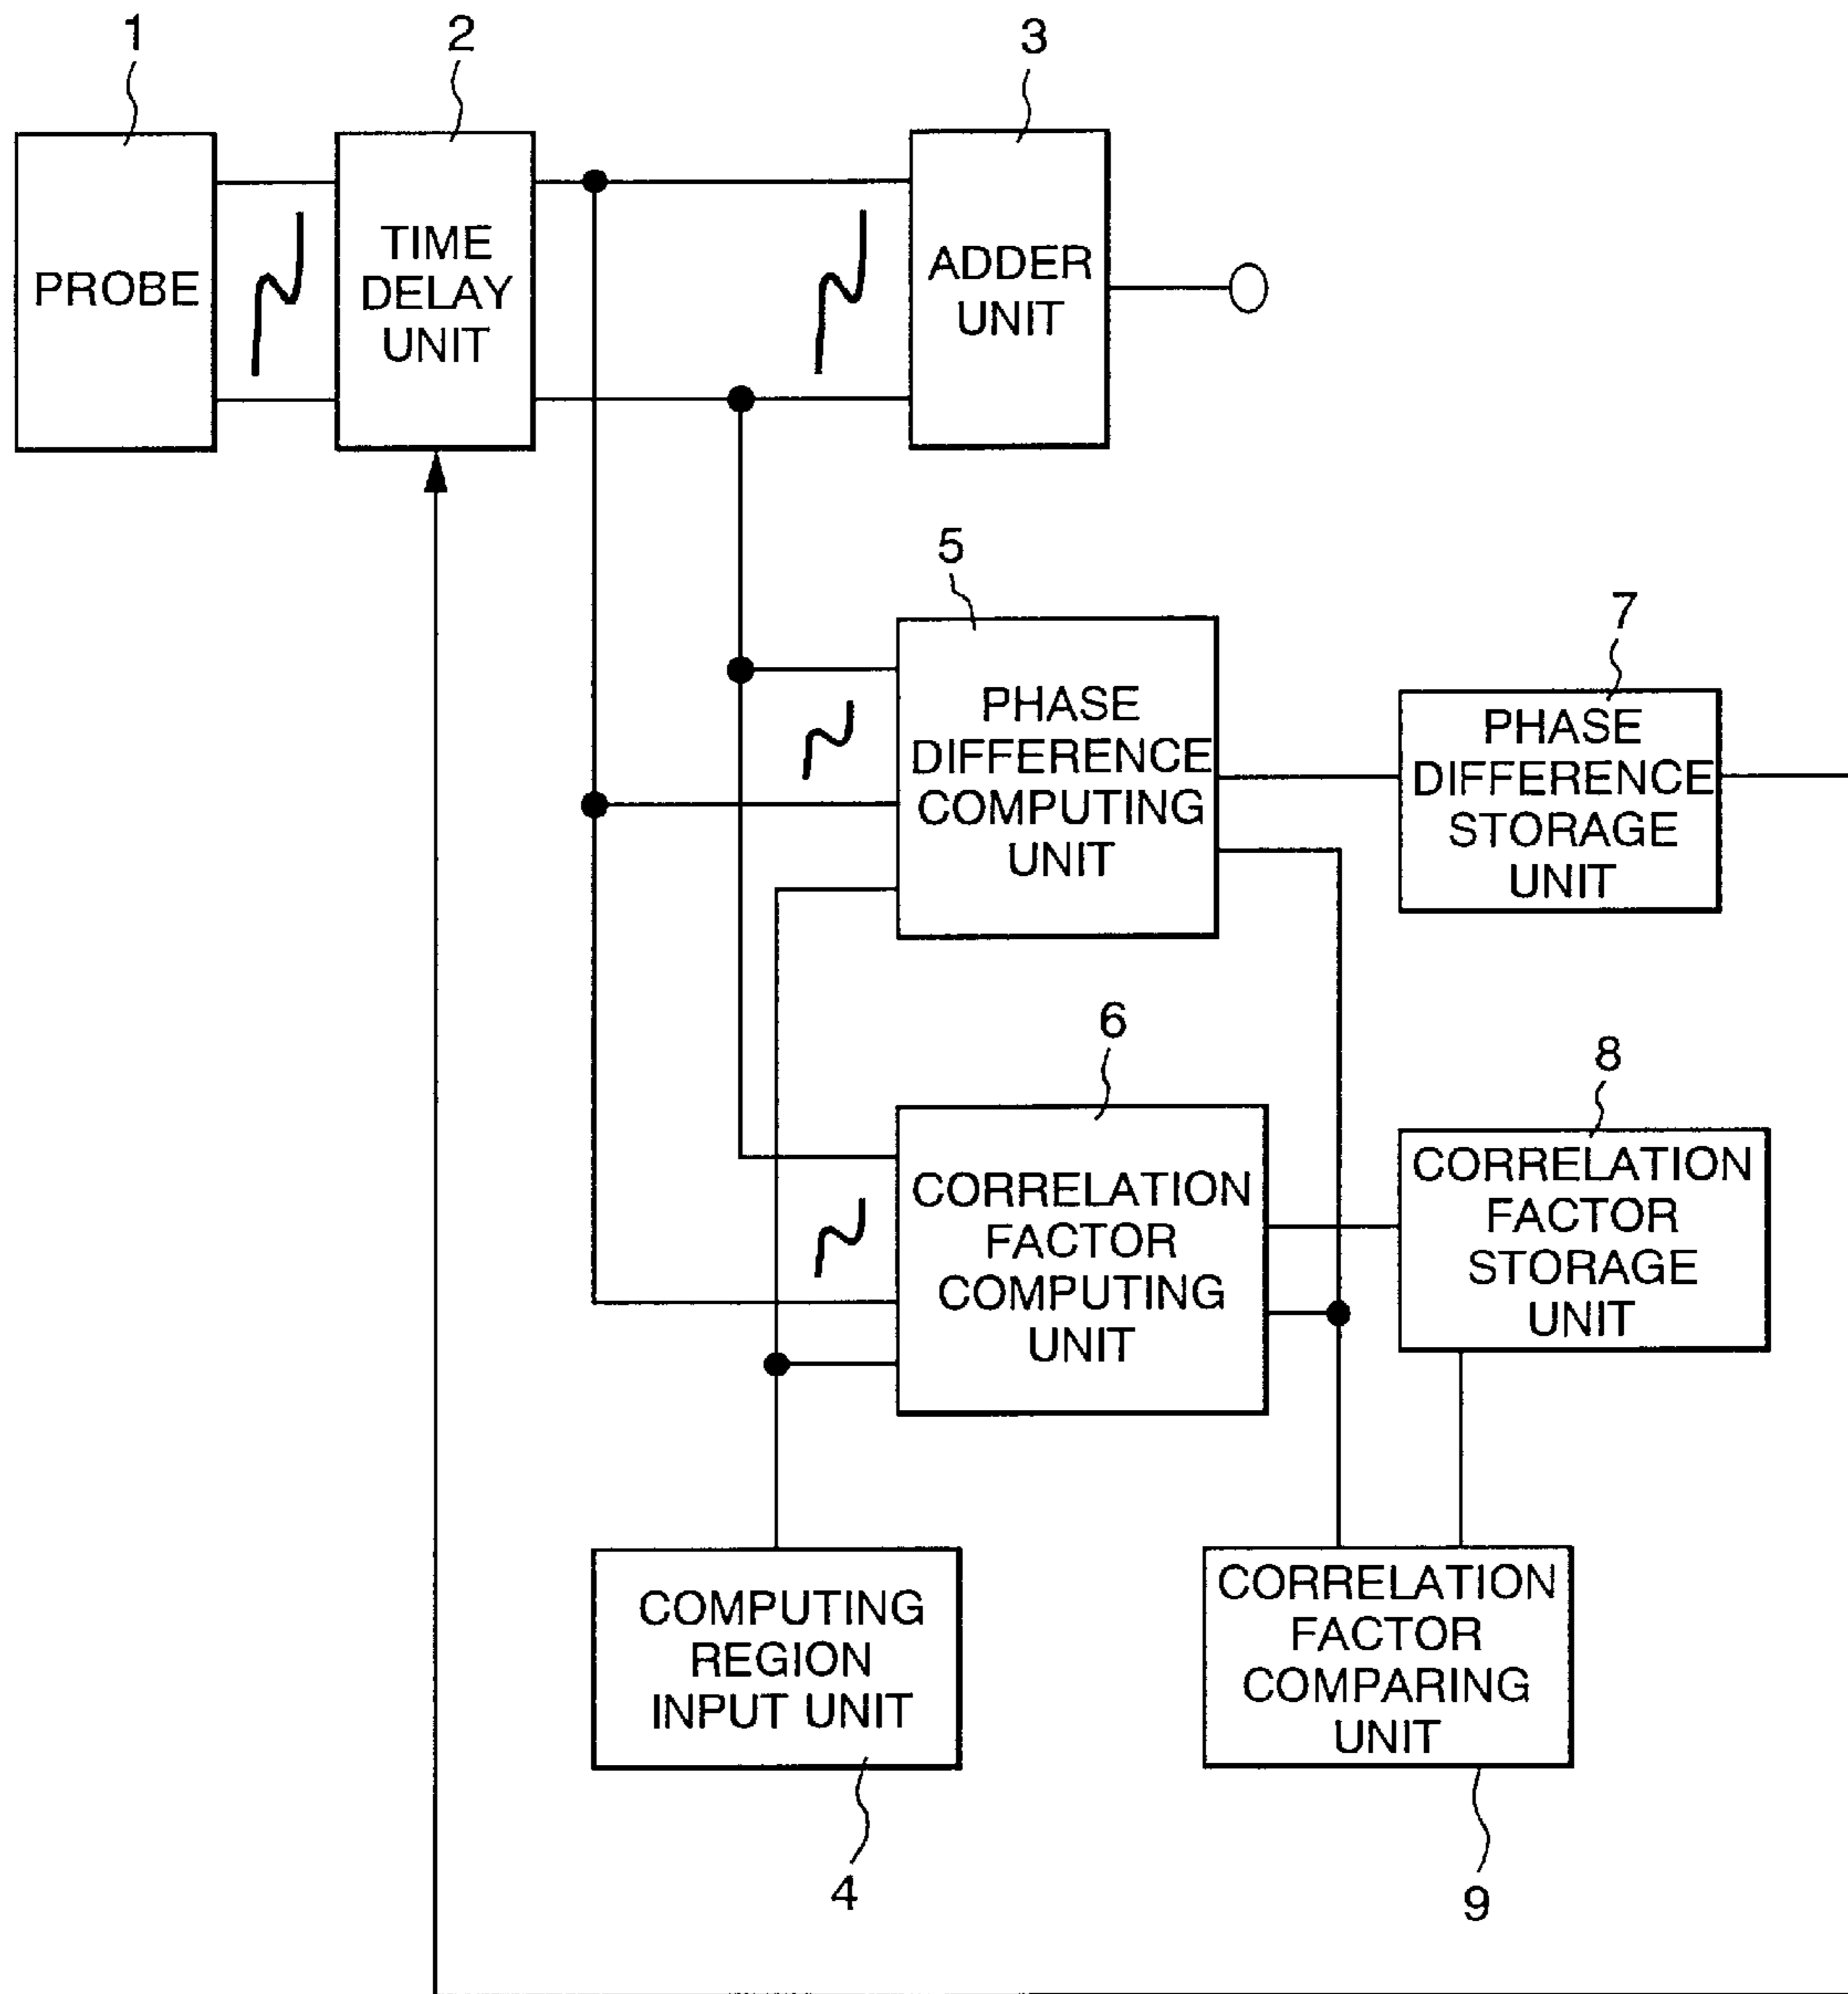 1
2
3
PROBE
TIME
DELAY
UNIT
ADDER
UNIT
5
PHASE
DIFFERENCE
COMPUTING
UNIT
7
PHASE
DIFFERENCE
STORAGE
UNIT
6
CORRELATION
FACTOR
COMPUTING
UNIT
8
CORRELATION
FACTOR
STORAGE
UNIT
COMPUTING
REGION
INPUT UNIT
4
CORRELATION
FACTOR
COMPARING
UNIT
9